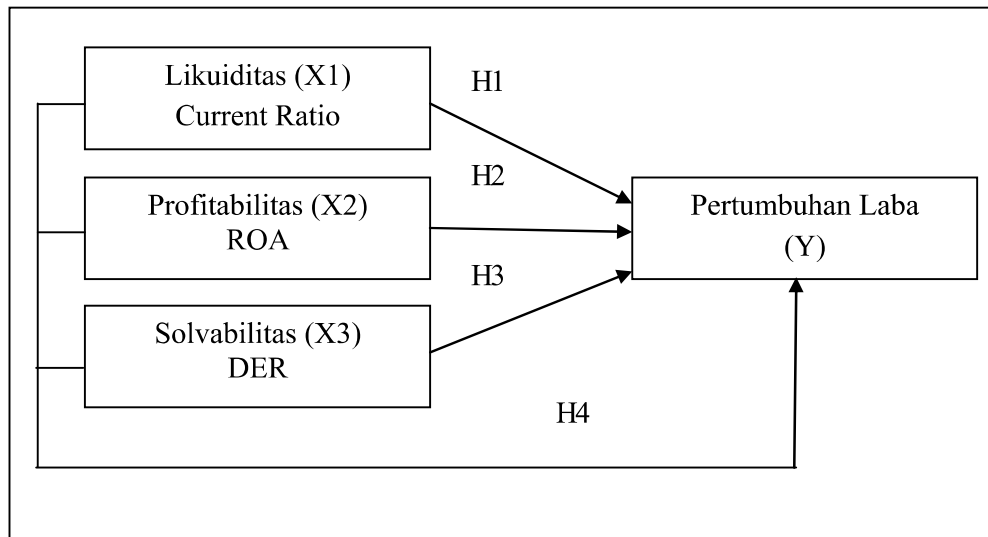 Likuiditas (X1)
Current Ratio
H1
H2
Profitabilitas (X2)
ROA
Pertumbuhan Laba
(Y)
H3
Solvabilitas (X3)
DER
H4